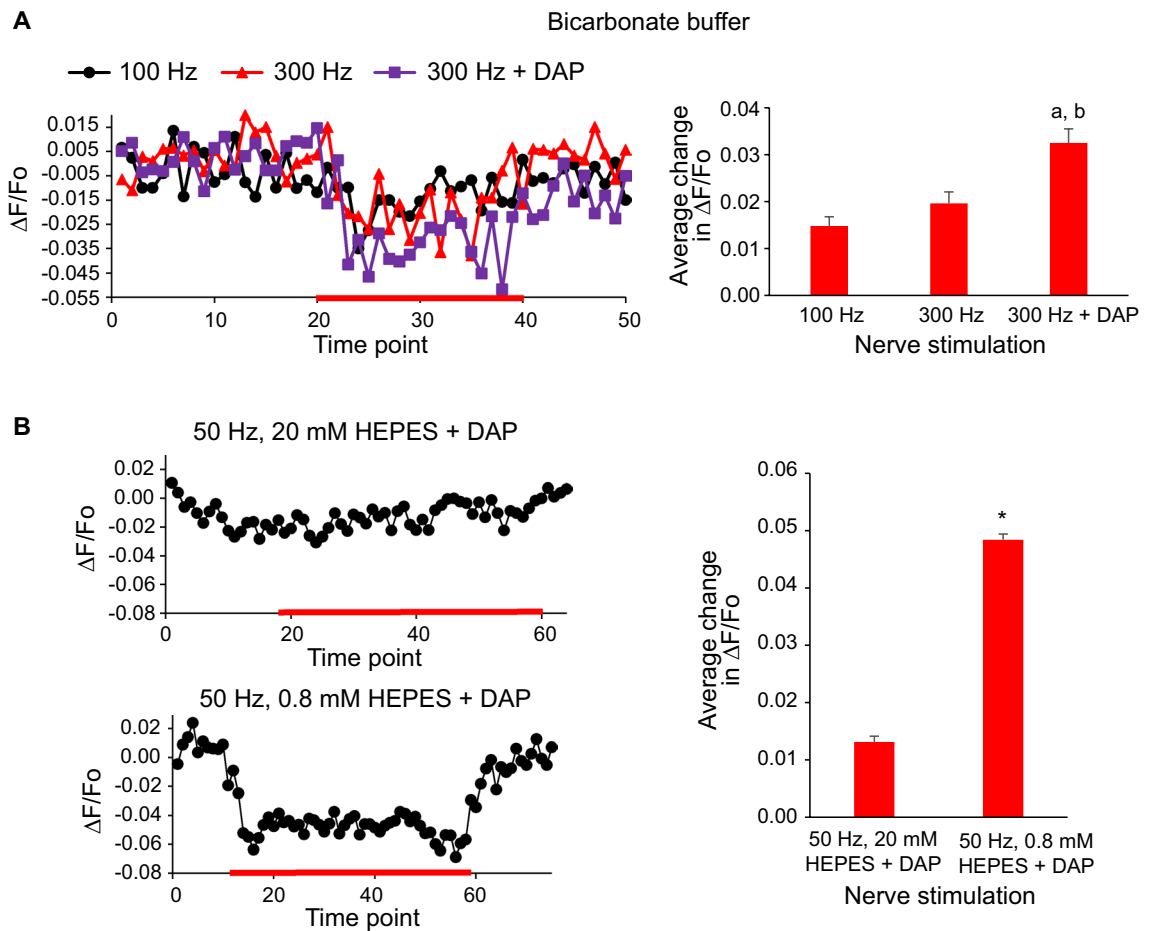 A
Bicarbonate buffer
100 Hz
300 Hz
300 Hz + DAP
0.015
0.005
-0.005
-0.015
-0.025
-0.035
-0.045
-0.055
ΔF/Fo
0 10 20 30 40 50
Time point
0.04
0.03
0.02
0.01
0.00
Average change
in ΔF/Fo
a, b
100 Hz 300 Hz 300 Hz + DAP
Nerve stimulation
B
50 Hz, 20 mM HEPES + DAP
0.02
0.00
-0.02
-0.04
-0.06
-0.08
ΔF/Fo
0 20 40 60
Time point
50 Hz, 0.8 mM HEPES + DAP
0.02
0.00
-0.02
-0.04
-0.06
-0.08
ΔF/Fo
0 20 40 60
Time point
0.06
0.05
0.04
0.03
0.02
0.01
0.00
Average change
in ΔF/Fo
*
50 Hz, 20 mM
HEPES + DAP
50 Hz, 0.8 mM
HEPES + DAP
Nerve stimulation